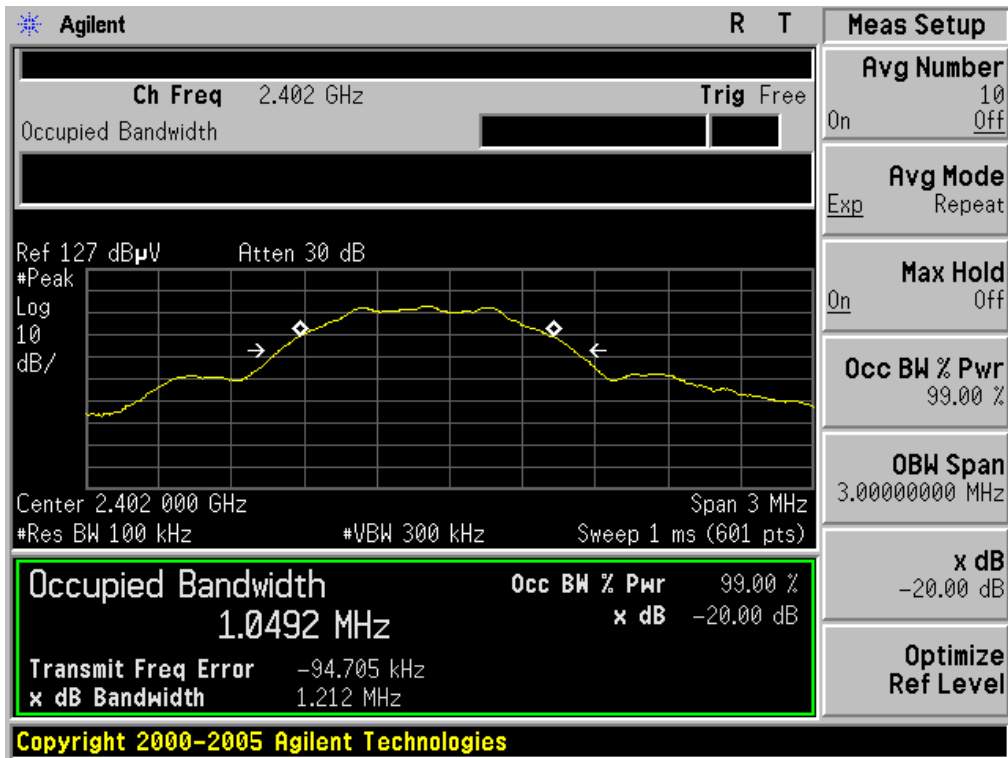 Agilent R T
Ch Freq 2.402 GHz Trig Free
Occupied Bandwidth
Ref 127 dBµV Atten 30 dB
#Peak
Log
10
dB/
Center 2.402 000 GHz Span 3 MHz
#Res BW 100 kHz #VBW 300 kHz Sweep 1 ms (601 pts)
Occupied Bandwidth Occ BW % Pwr 99.00 %
1.0492 MHz x dB -20.00 dB
Transmit Freq Error -94.705 kHz
x dB Bandwidth 1.212 MHz
Copyright 2000-2005 Agilent Technologies
Meas Setup
Avg Number
10
On Off
Avg Mode
Exp Repeat
Max Hold
On Off
Occ BW % Pwr
99.00 %
OBW Span
3.00000000 MHz
x dB
-20.00 dB
Optimize
Ref Level